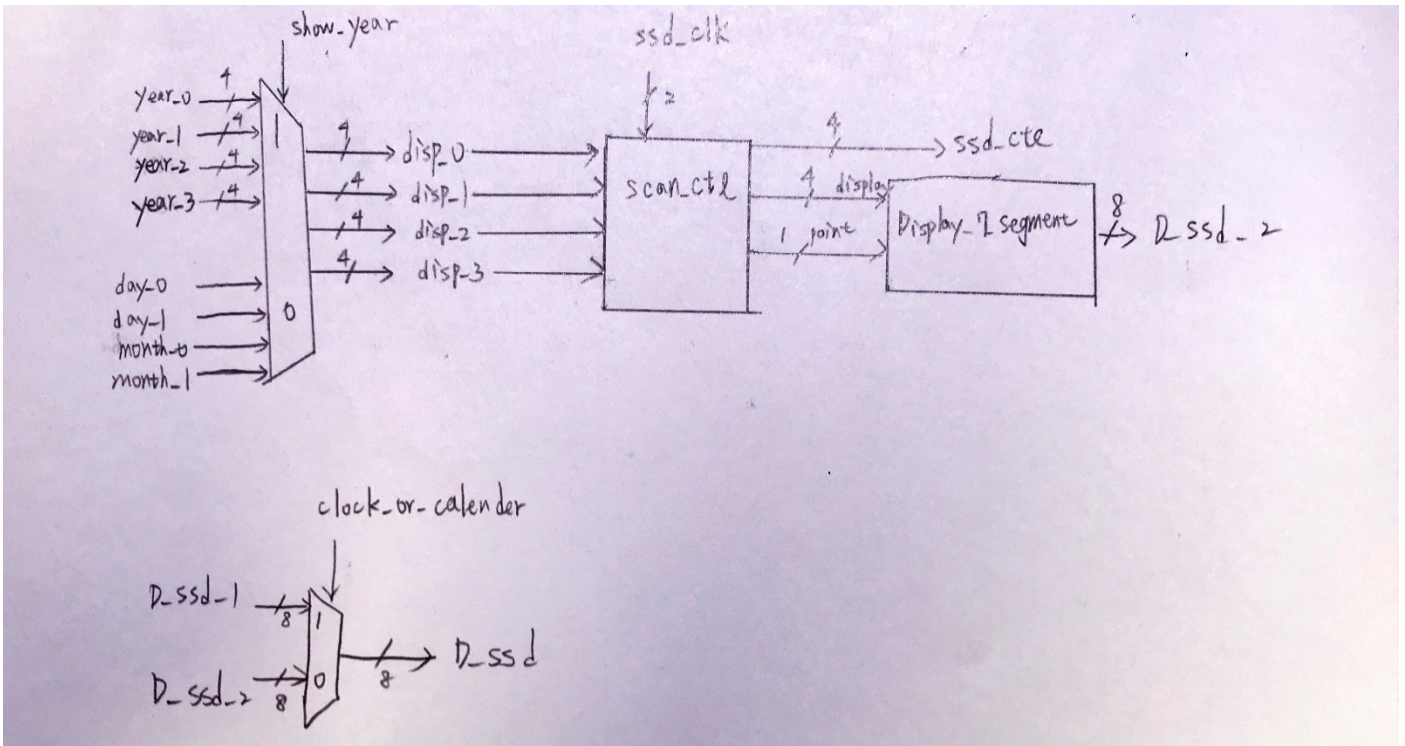 show_year
ssd_clk
year_0 4
year_1 4
year_2 4
year_3 4
1
4 disp_0
4 disp_1
4 disp_2
4 disp_3
2
scan_ctl
4 ssd_ctl
4 display
1 point
Display_7 segment
8 D_ssd_2
day_0
day_1
month_0
month_1
0
clock_or_calender
D_ssd_1 8
1
D_ssd_2 8
0
8 D_ssd